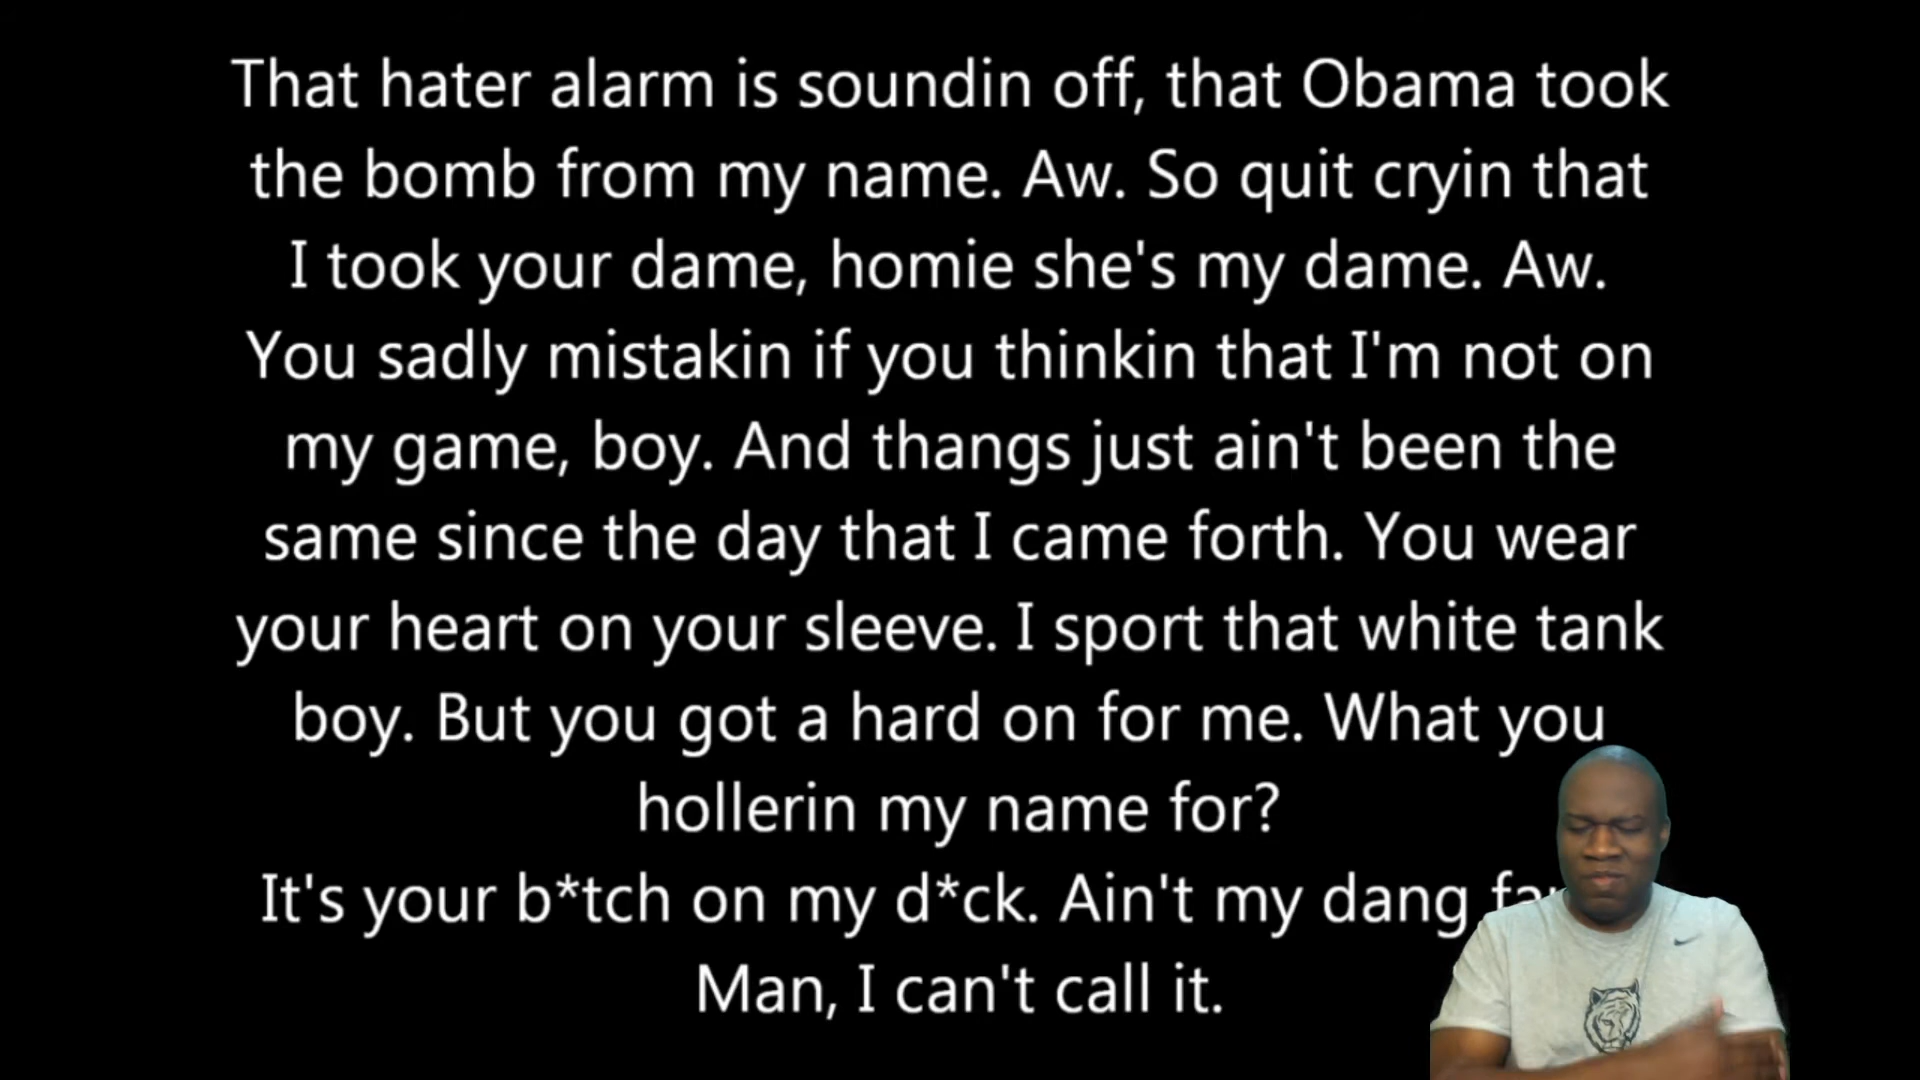 That hater alarm is soundin off, that Obama took
the bomb from my name. Aw. So quit cryin that
I took your dame, homie she's my dame. Aw.
You sadly mistakin if you thinkin that I'm not on
my game, boy. And thangs just ain't been the
same since the day that I came forth. You wear
your heart on your sleeve. I sport that white tank
boy. But you got a hard on for me. What you
hollerin my name for?
It's your b*tch on my d*ck. Ain't my dang
Man, I can't call it.